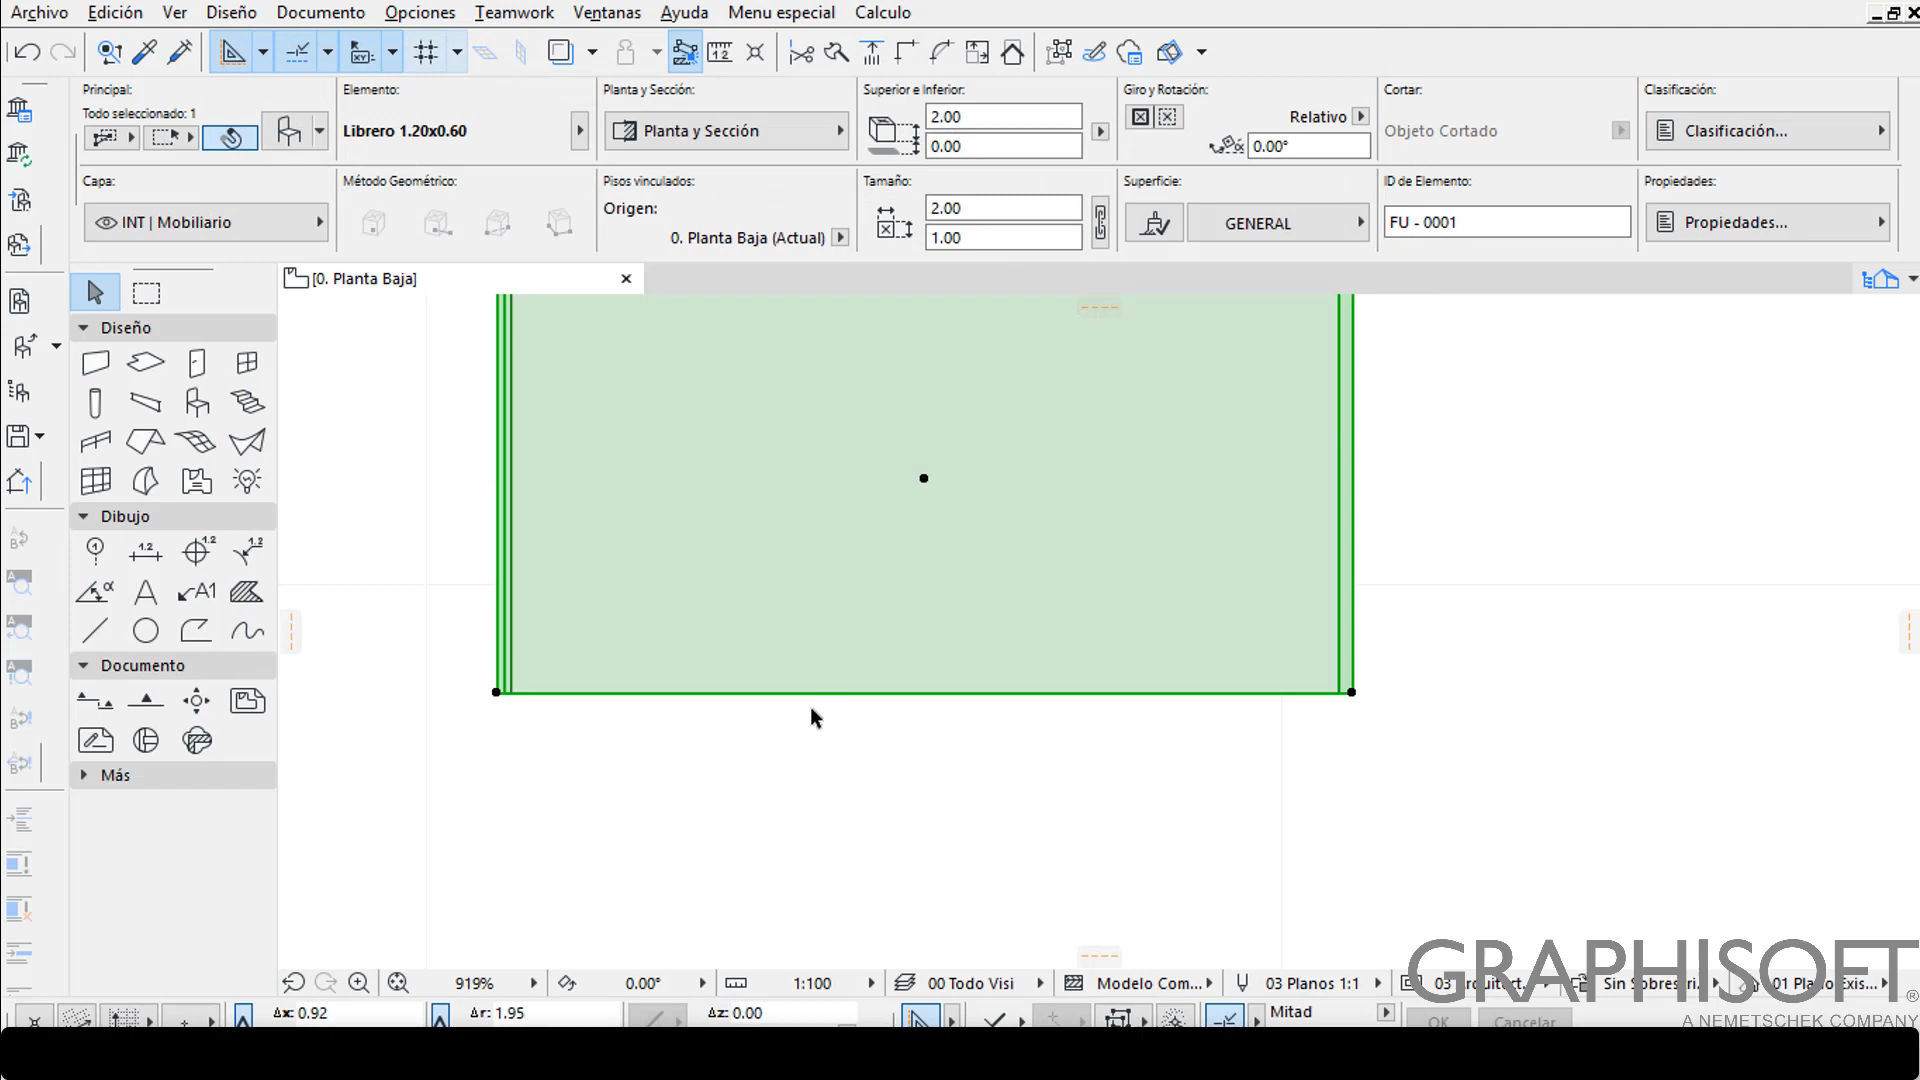 Archivo Edición Ver Diseño Documento Opciones Teamwork Ventanas Ayuda Menu especial Calculo
Principal:
Todo seleccionado: 1
Elemento:
Librero 1.20x0.60
Planta y Sección:
Planta y Sección
Superior e Inferior:
2.00
0.00
Giro y Rotación:
Relativo
0.00°
Cortar:
Objeto Cortado
Clasificación:
Clasificación...
Capa:
INT | Mobiliario
Método Geométrico:
Pisos vinculados:
Origen:
0. Planta Baja (Actual)
Tamaño:
2.00
1.00
Superficie:
GENERAL
ID de Elemento:
FU - 0001
Propiedades:
Propiedades...
[0. Planta Baja]
Diseño
Dibujo
Documento
Más
919% 0.00° 1:100 00 Todo Visi Modelo Com... 03 Planos 1:1
Δx: 0.92 Δr: 1.95 Δz: 0.00 Mitad OK Cancelar
GRAPHISOFT®
A NEMETSCHEK COMPANY